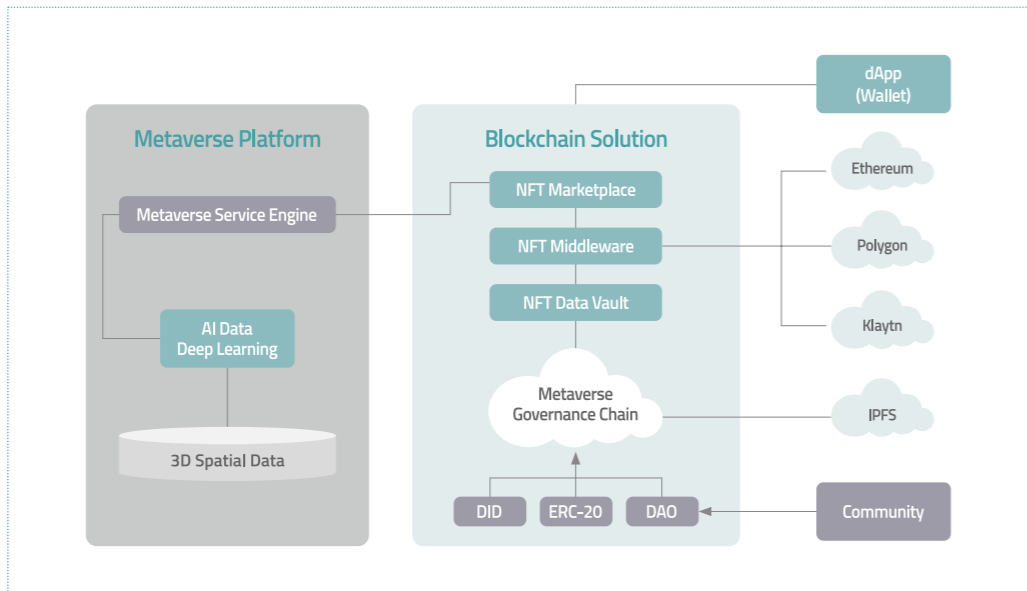 dApp
(Wallet)
Metaverse Platform
Blockchain Solution
Ethereum
NFT Marketplace
Metaverse Service Engine
NFT Middleware
Polygon
NFT Data Vault
AI Data
Deep Learning
Klaytn
Metaverse
Governance Chain
IPFS
3D Spatial Data
DID
ERC-20
DAO
Community